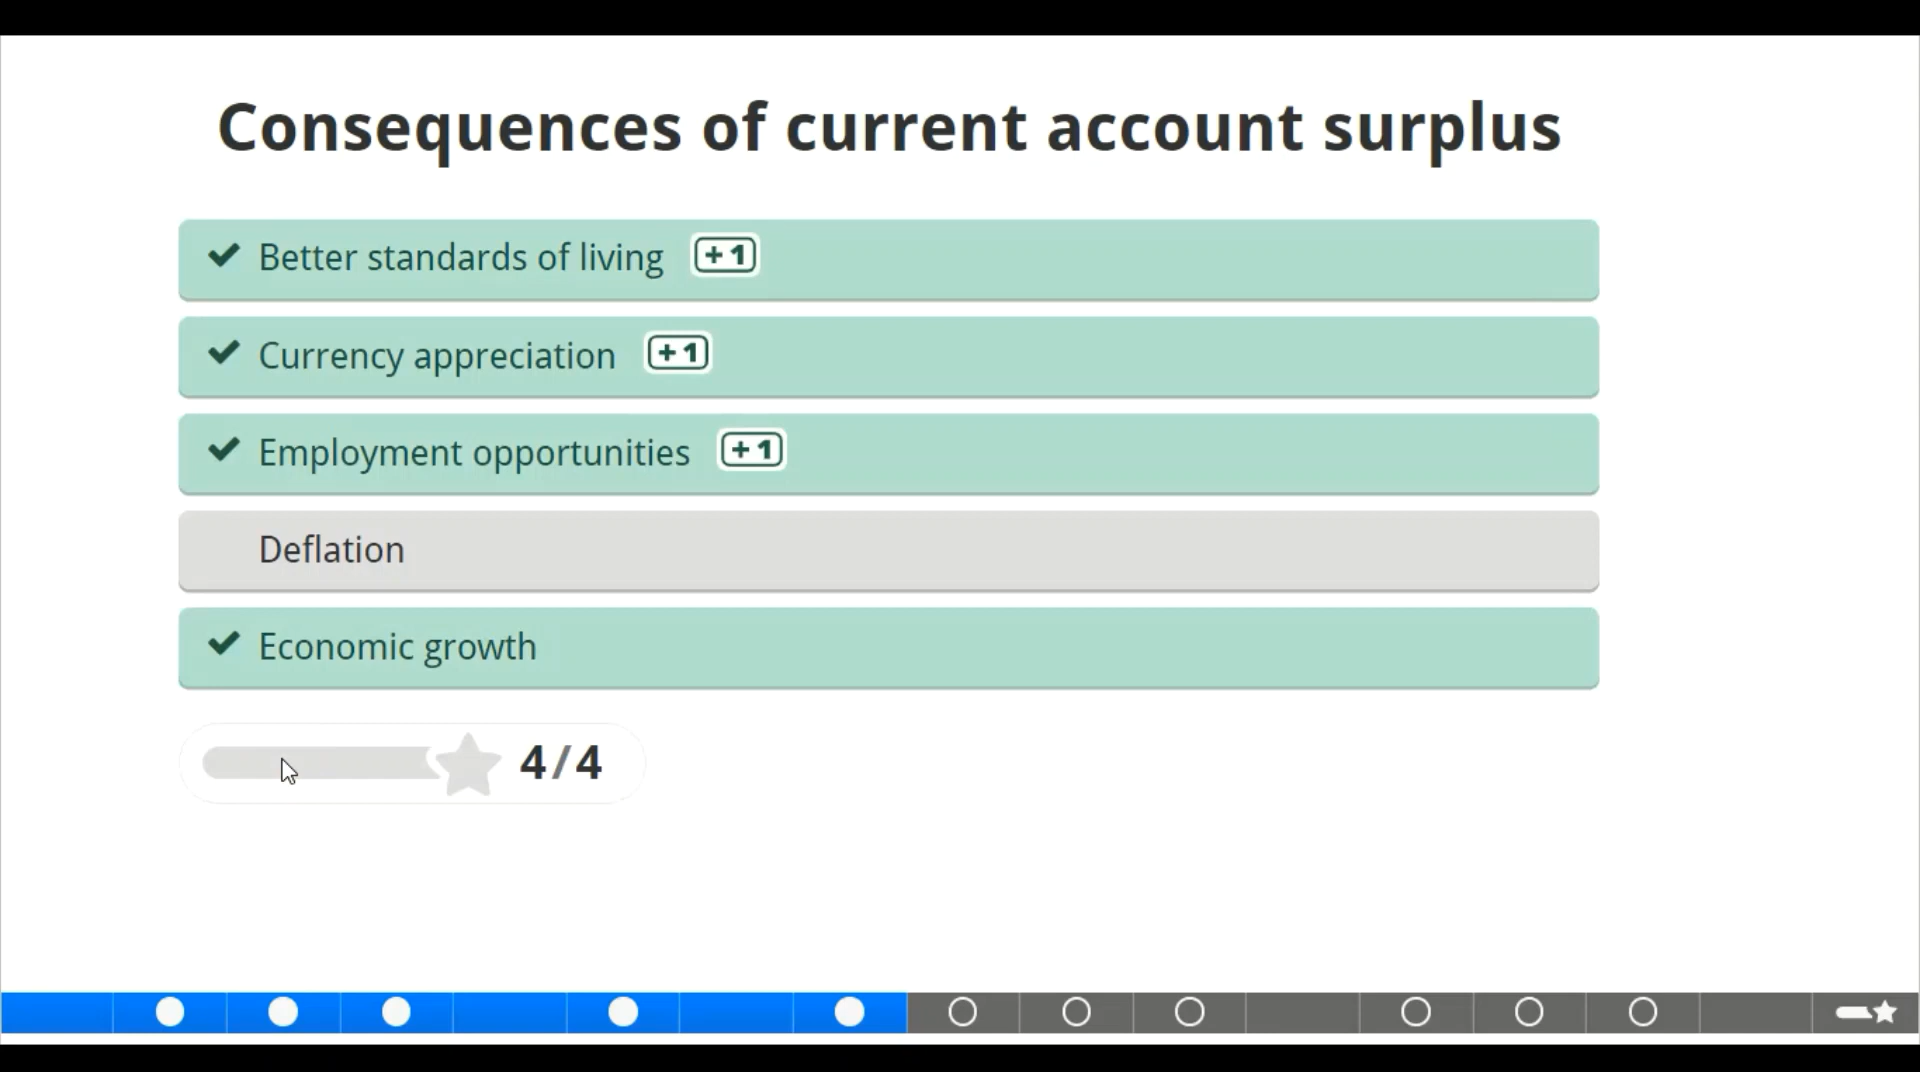 Consequences of current account surplus
Better standards of living +1
Currency appreciation +1
Employment opportunities +1
Deflation
Economic growth
4/4